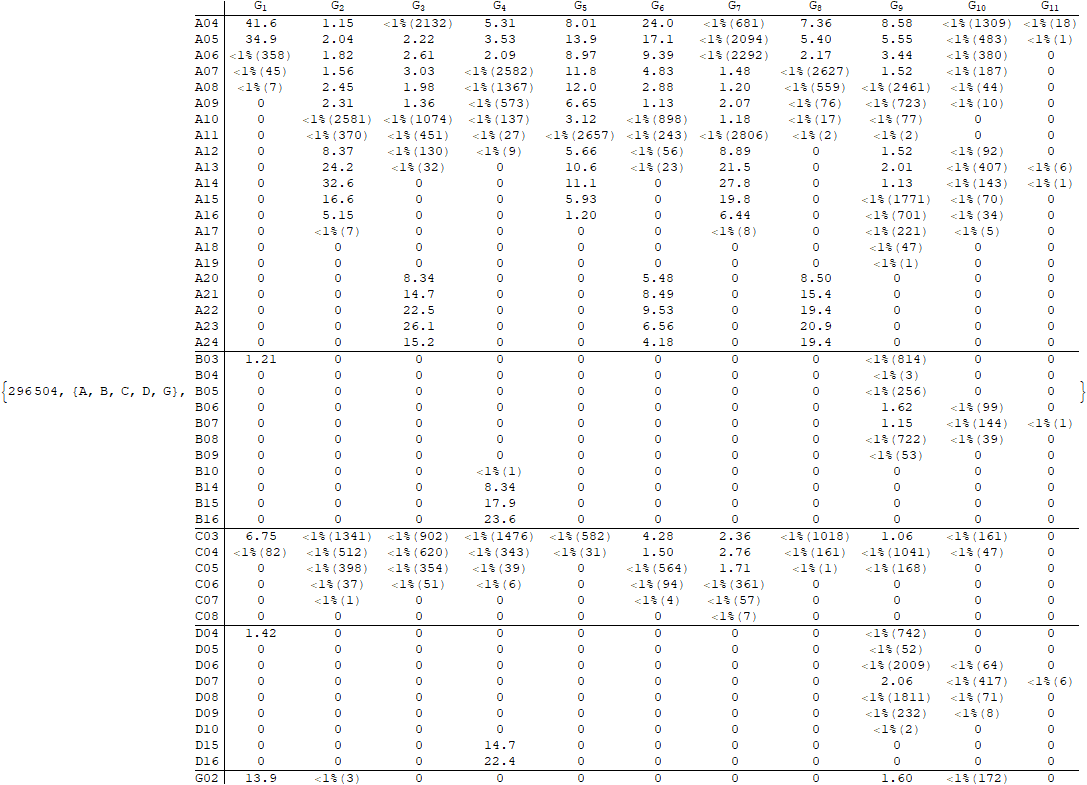 G1 G2 G3 G4 G5 G6 G7 G8 G9 G10 G11
A04 41.6 1.15 <1%(2132) 5.31 8.01 24.0 <1%(681) 7.36 8.58 <1%(1309) <1%(18)
A05 34.9 2.04 2.22 3.53 13.9 17.1 <1%(2094) 5.40 5.55 <1%(483) <1%(1)
A06 <1%(358) 1.82 2.61 2.09 8.97 9.39 <1%(2292) 2.17 3.44 <1%(380) 0
A07 <1%(45) 1.56 3.03 <1%(2582) 11.8 4.83 1.48 <1%(2627) 1.52 <1%(187) 0
A08 <1%(7) 2.45 1.98 <1%(1367) 12.0 2.88 1.20 <1%(559) <1%(2461) <1%(44) 0
A09 0 2.31 1.36 <1%(573) 6.65 1.13 2.07 <1%(76) <1%(723) <1%(10) 0
A10 0 <1%(2581) <1%(1074) <1%(137) 3.12 <1%(898) 1.18 <1%(17) <1%(77) 0 0
A11 0 <1%(370) <1%(451) <1%(27) <1%(2657) <1%(243) <1%(2806) <1%(2) <1%(2) 0 0
A12 0 8.37 <1%(130) <1%(9) 5.66 <1%(56) 8.89 0 1.52 <1%(92) 0
A13 0 24.2 <1%(32) 0 10.6 <1%(23) 21.5 0 2.01 <1%(407) <1%(6)
A14 0 32.6 0 0 11.1 0 27.8 0 1.13 <1%(143) <1%(1)
A15 0 16.6 0 0 5.93 0 19.8 0 <1%(1771) <1%(70) 0
A16 0 5.15 0 0 1.20 0 6.44 0 <1%(701) <1%(34) 0
A17 0 <1%(7) 0 0 0 0 <1%(8) 0 <1%(221) <1%(5) 0
A18 0 0 0 0 0 0 0 0 <1%(47) 0 0
A19 0 0 0 0 0 0 0 0 <1%(1) 0 0
A20 0 0 8.34 0 0 5.48 0 8.50 0 0 0
A21 0 0 14.7 0 0 8.49 0 15.4 0 0 0
A22 0 0 22.5 0 0 9.53 0 19.4 0 0 0
A23 0 0 26.1 0 0 6.56 0 20.9 0 0 0
A24 0 0 15.2 0 0 4.18 0 19.4 0 0 0
B03 1.21 0 0 0 0 0 0 0 <1%(814) 0 0
B04 0 0 0 0 0 0 0 0 <1%(3) 0 0
{296504, {A, B, C, D, G}, B05 0 0 0 0 0 0 0 0 <1%(256) 0 0 }
B06 0 0 0 0 0 0 0 0 1.62 <1%(99) 0
B07 0 0 0 0 0 0 0 0 1.15 <1%(144) <1%(1)
B08 0 0 0 0 0 0 0 0 <1%(722) <1%(39) 0
B09 0 0 0 0 0 0 0 0 <1%(53) 0 0
B10 0 0 0 <1%(1) 0 0 0 0 0 0 0
B14 0 0 0 8.34 0 0 0 0 0 0 0
B15 0 0 0 17.9 0 0 0 0 0 0 0
B16 0 0 0 23.6 0 0 0 0 0 0 0
C03 6.75 <1%(1341) <1%(902) <1%(1476) <1%(582) 4.28 2.36 <1%(1018) 1.06 <1%(161) 0
C04 <1%(82) <1%(512) <1%(620) <1%(343) <1%(31) 1.50 2.76 <1%(161) <1%(1041) <1%(47) 0
C05 0 <1%(398) <1%(354) <1%(39) 0 <1%(564) 1.71 <1%(1) <1%(168) 0 0
C06 0 <1%(37) <1%(51) <1%(6) 0 <1%(94) <1%(361) 0 0 0 0
C07 0 <1%(1) 0 0 0 <1%(4) <1%(57) 0 0 0 0
C08 0 0 0 0 0 0 <1%(7) 0 0 0 0
D04 1.42 0 0 0 0 0 0 0 <1%(742) 0 0
D05 0 0 0 0 0 0 0 0 <1%(52) 0 0
D06 0 0 0 0 0 0 0 0 <1%(2009) <1%(64) 0
D07 0 0 0 0 0 0 0 0 2.06 <1%(417) <1%(6)
D08 0 0 0 0 0 0 0 0 <1%(1811) <1%(71) 0
D09 0 0 0 0 0 0 0 0 <1%(232) <1%(8) 0
D10 0 0 0 0 0 0 0 0 <1%(2) 0 0
D15 0 0 0 14.7 0 0 0 0 0 0 0
D16 0 0 0 22.4 0 0 0 0 0 0 0
G02 13.9 <1%(3) 0 0 0 0 0 0 1.60 <1%(172) 0